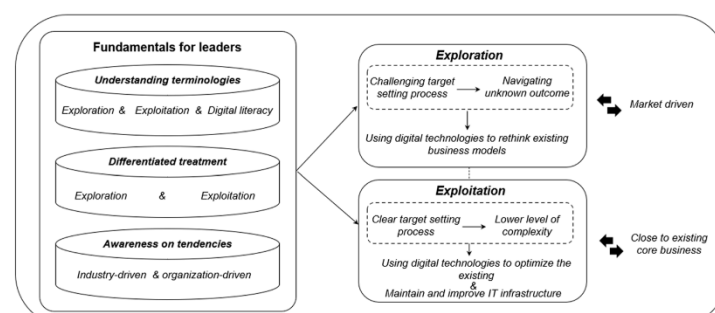 Fundamentals for leaders
Understanding terminologies
Exploration & Exploitation & Digital literacy
Differentiated treatment
Exploration & Exploitation
Awareness on tendencies
Industry-driven & organization-driven
Exploration
Challenging target
setting process
Navigating
unknown outcome
Using digital technologies to rethink existing
business models
Market driven
Exploitation
Clear target setting
process
Lower level of
complexity
Using digital technologies to optimize the
existing
&
Maintain and improve IT infrastructure
Close to existing
core business